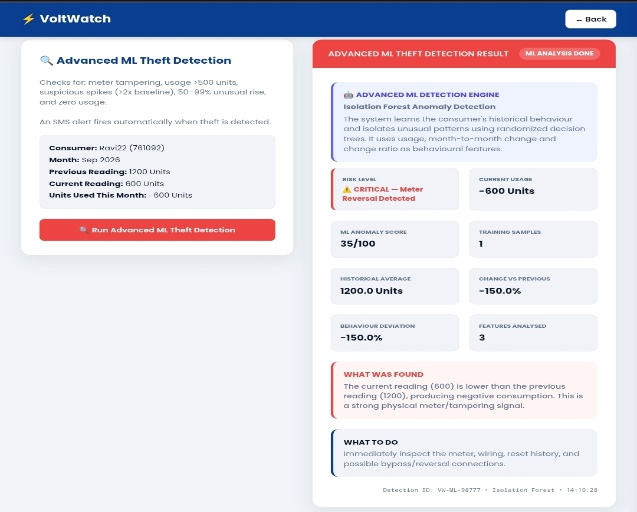 ⚡ VoltWatch
← Back
🔍 Advanced ML Theft Detection
Checks for: meter tampering, usage >500 units,
suspicious spikes (>2x baseline), 50–99% unusual rise,
and zero usage.
An SMS alert fires automatically when theft is detected.
Consumer: Ravi22 (761092)
Month: Sep 2026
Previous Reading: 1200 Units
Current Reading: 600 Units
Units Used This Month: -600 Units
🔍 Run Advanced ML Theft Detection
ADVANCED ML THEFT DETECTION RESULT
ML ANALYSIS DONE
🤖 ADVANCED ML DETECTION ENGINE
Isolation Forest Anomaly Detection
The system learns the consumer's historical behaviour
and isolates unusual patterns using randomized decision
trees. It uses usage, month-to-month change and
change ratio as behavioural features.
RISK LEVEL
⚠️ CRITICAL — Meter
Reversal Detected
CURRENT USAGE
-600 Units
ML ANOMALY SCORE
35/100
TRAINING SAMPLES
1
HISTORICAL AVERAGE
1200.0 Units
CHANGE VS PREVIOUS
-150.0%
BEHAVIOUR DEVIATION
-150.0%
FEATURES ANALYSED
3
WHAT WAS FOUND
The current reading (600) is lower than the previous
reading (1200), producing negative consumption. This is
a strong physical meter/tampering signal.
WHAT TO DO
Immediately inspect the meter, wiring, reset history, and
possible bypass/reversal connections.
Detection ID: VW-ML-98777 • Isolation Forest • 14:19:28